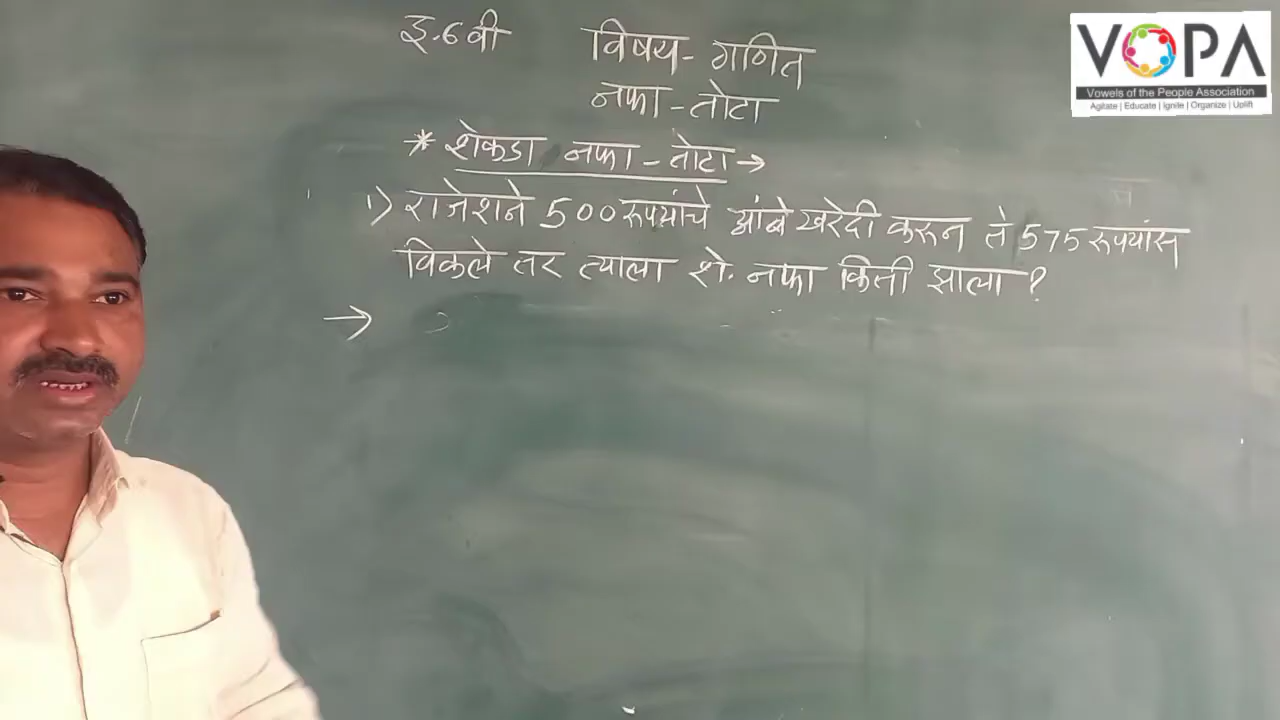 इ.6वी विषय - गणित
नफा - तोटा
* शेकडा नफा - तोटा →
1) राजेशने 500 रूपयांचे आंबे खरेदी करून ते 575 रूपयांस
विकले तर त्याला शे. नफा किती झाला ?
→
VOPA
Vowels of the People Association
Agitate | Educate | Ignite | Organize | Uplift